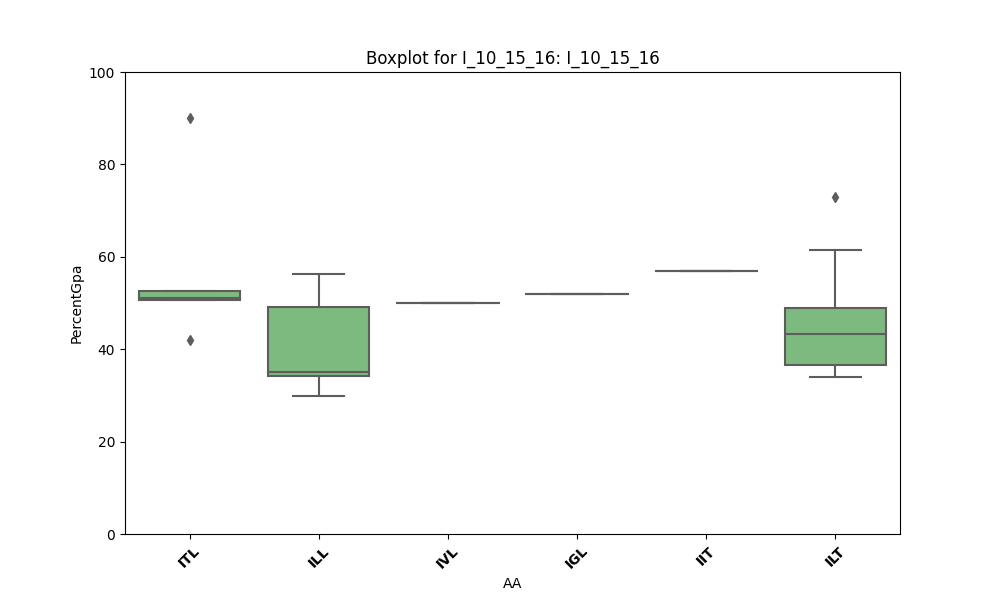 Boxplot for I_10_15_16: I_10_15_16
100
80
60
40
20
0
PercentGpa
ITL
ILL
IVL
IGL
IIT
ILT
AA